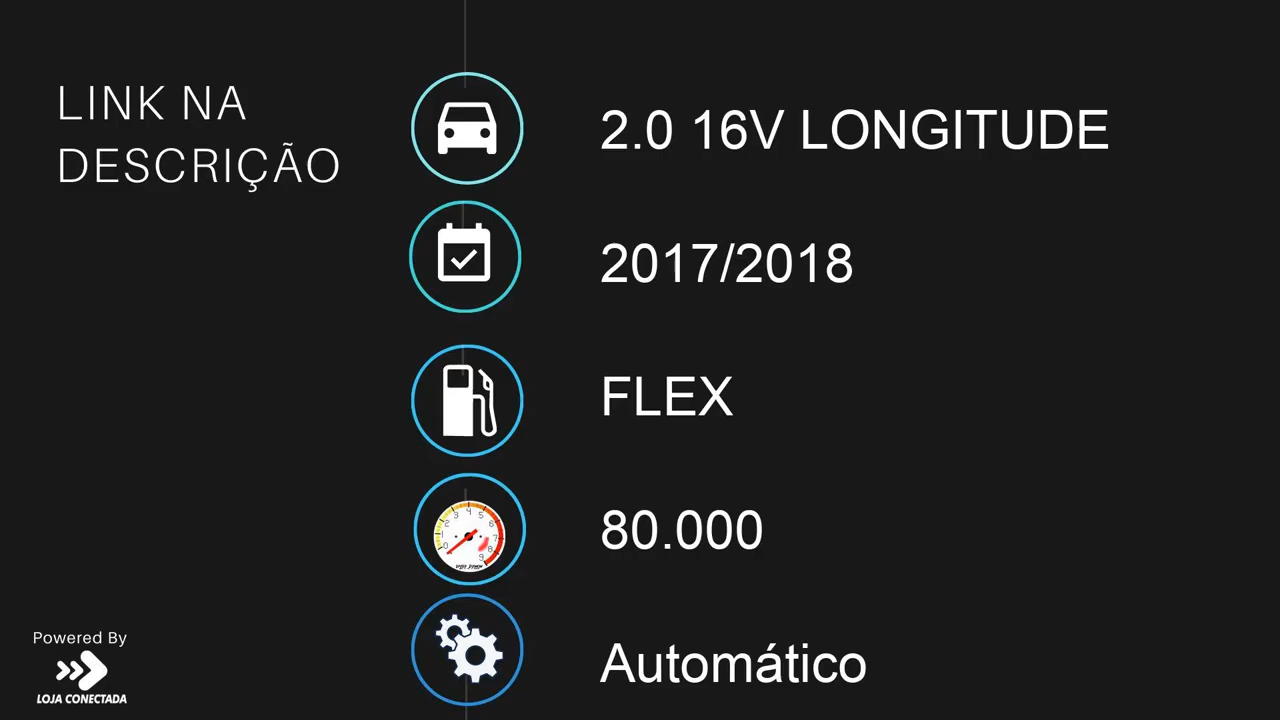 LINK NA
DESCRIÇÃO
2.0 16V LONGITUDE
2017/2018
FLEX
80.000
Automático
Powered By
LOJA CONECTADA